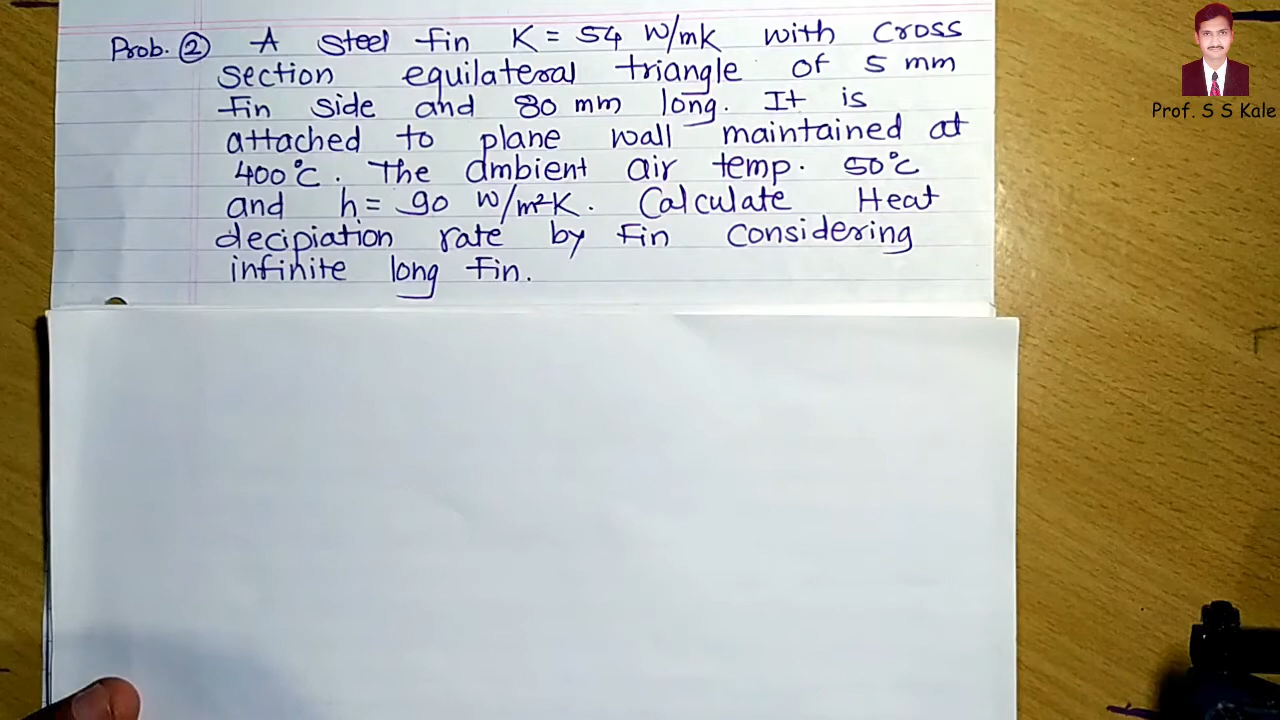 Prob. ② A Steel fin K = 54 W/mk with Cross
Section equilateral triangle of 5 mm
fin side and 80 mm long. It is
attached to plane wall maintained at
400°C. The ambient air temp. 50°C
and h = 90 W/m²K. Calculate Heat
decipiation rate by Fin Considering
infinite long Fin.
Prof. S S Kale